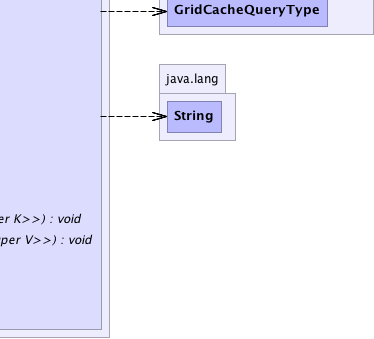 GridCacheQueryType
java.lang
String
er K>>) : void
per V>>) : void